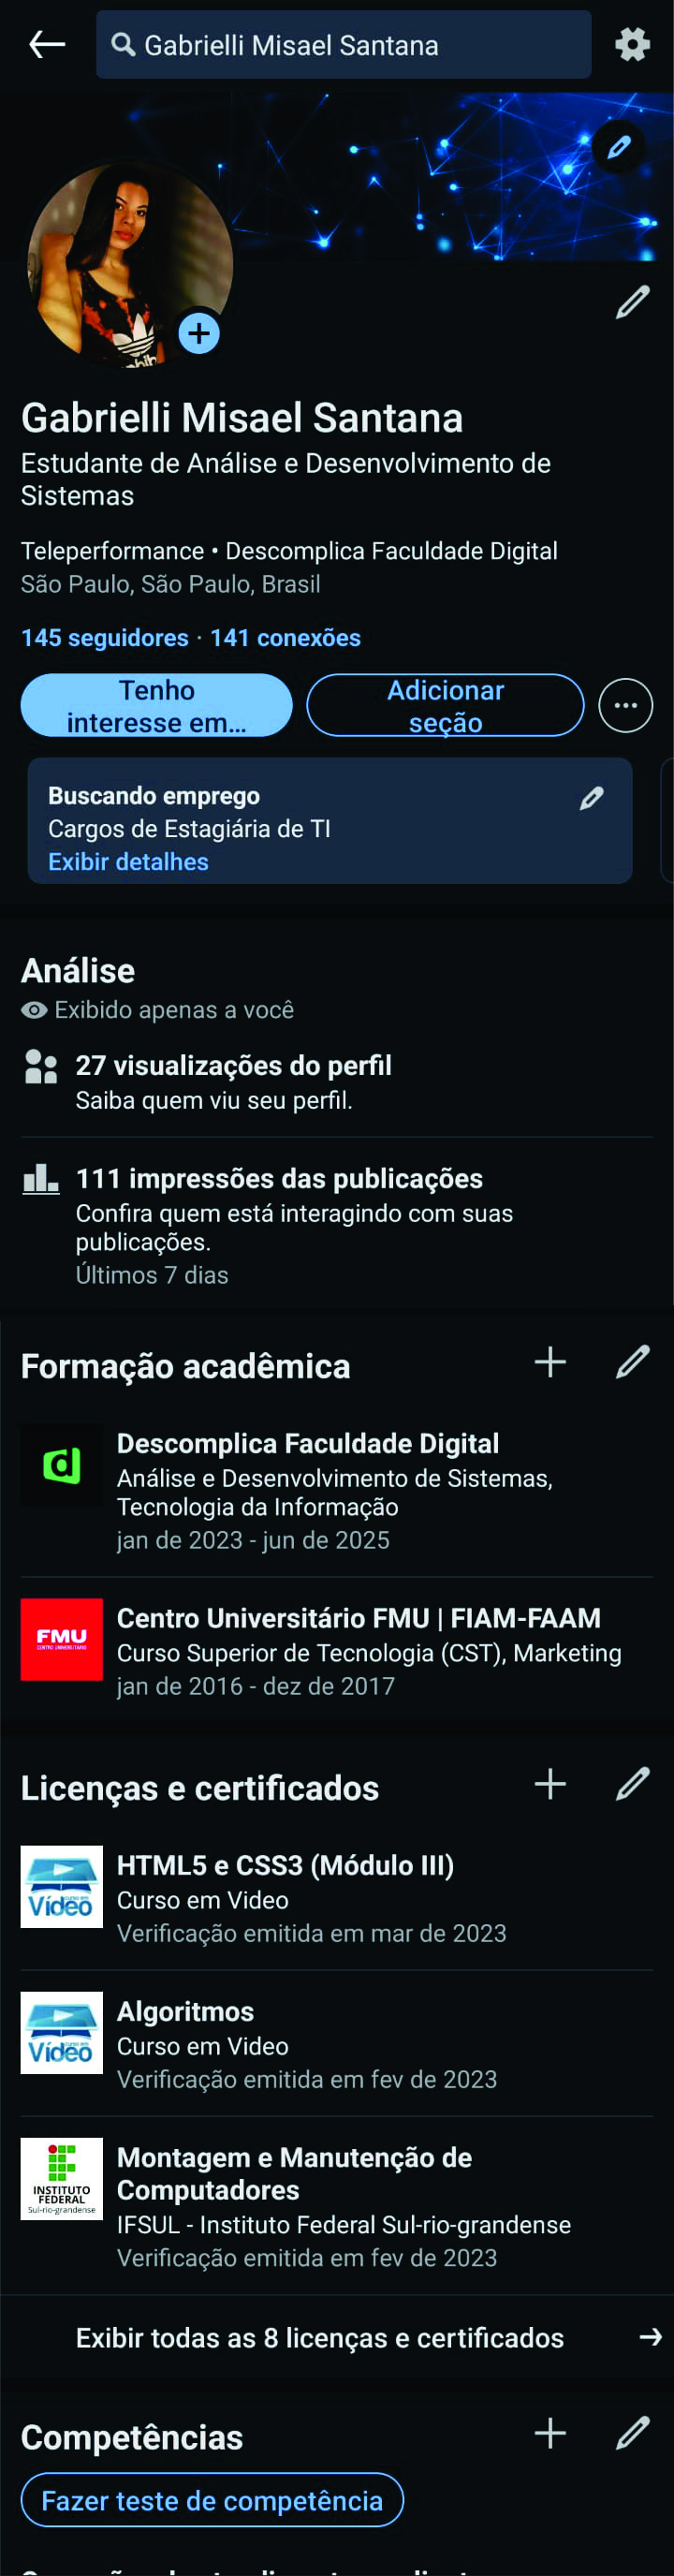 Gabrielli Misael Santana
Gabrielli Misael Santana
Estudante de Análise e Desenvolvimento de
Sistemas
Teleperformance • Descomplica Faculdade Digital
São Paulo, São Paulo, Brasil
145 seguidores · 141 conexões
Tenho
interesse em...
Adicionar
seção
Buscando emprego
Cargos de Estagiária de TI
Exibir detalhes
Análise
Exibido apenas a você
27 visualizações do perfil
Saiba quem viu seu perfil.
111 impressões das publicações
Confira quem está interagindo com suas
publicações.
Últimos 7 dias
Formação acadêmica
Descomplica Faculdade Digital
Análise e Desenvolvimento de Sistemas,
Tecnologia da Informação
jan de 2023 - jun de 2025
FMU
CENTRO UNIVERSITÁRIO
Centro Universitário FMU | FIAM-FAAM
Curso Superior de Tecnologia (CST), Marketing
jan de 2016 - dez de 2017
Licenças e certificados
Vídeo
HTML5 e CSS3 (Módulo III)
Curso em Video
Verificação emitida em mar de 2023
Vídeo
Algoritmos
Curso em Video
Verificação emitida em fev de 2023
INSTITUTO
FEDERAL
Sul-rio-grandense
Montagem e Manutenção de
Computadores
IFSUL - Instituto Federal Sul-rio-grandense
Verificação emitida em fev de 2023
Exibir todas as 8 licenças e certificados
Competências
Fazer teste de competência